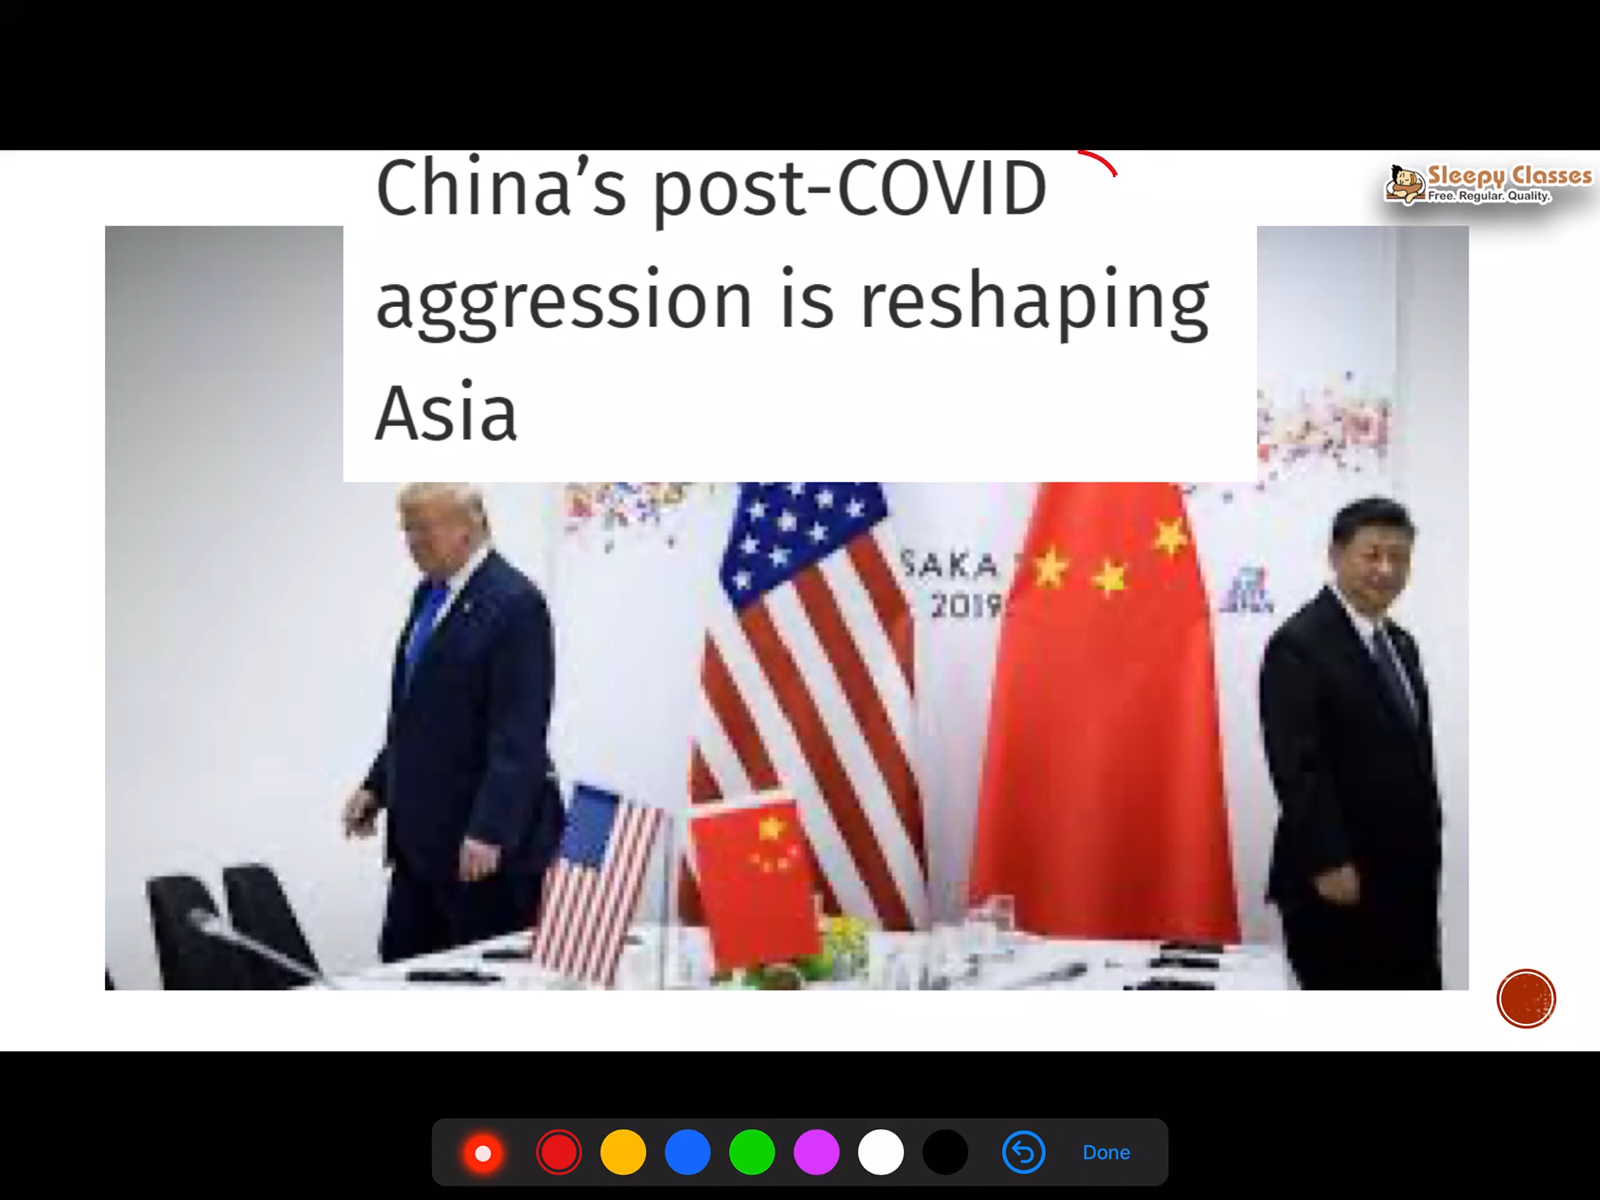 China's post-COVID
aggression is reshaping
Asia
Sleepy Classes
Free. Regular. Quality.
SAKA
2019
Done